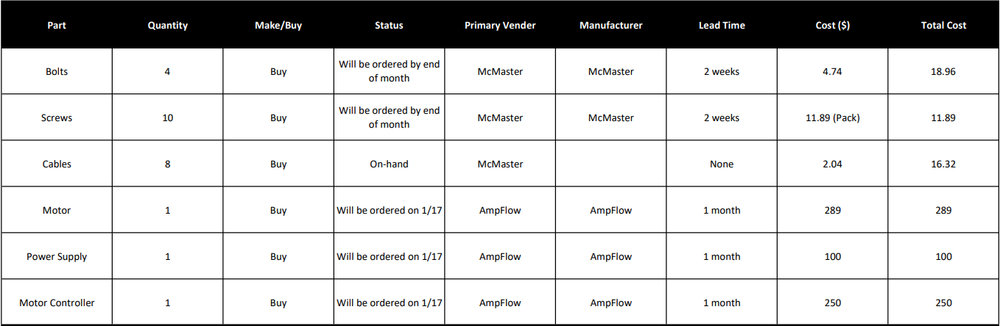 Part Quantity Make/Buy Status Primary Vender Manufacturer Lead Time Cost ($) Total Cost
Bolts 4 Buy Will be ordered by end of month McMaster McMaster 2 weeks 4.74 18.96
Screws 10 Buy Will be ordered by end of month McMaster McMaster 2 weeks 11.89 (Pack) 11.89
Cables 8 Buy On-hand McMaster None 2.04 16.32
Motor 1 Buy Will be ordered on 1/17 AmpFlow AmpFlow 1 month 289 289
Power Supply 1 Buy Will be ordered on 1/17 AmpFlow AmpFlow 1 month 100 100
Motor Controller 1 Buy Will be ordered on 1/17 AmpFlow AmpFlow 1 month 250 250